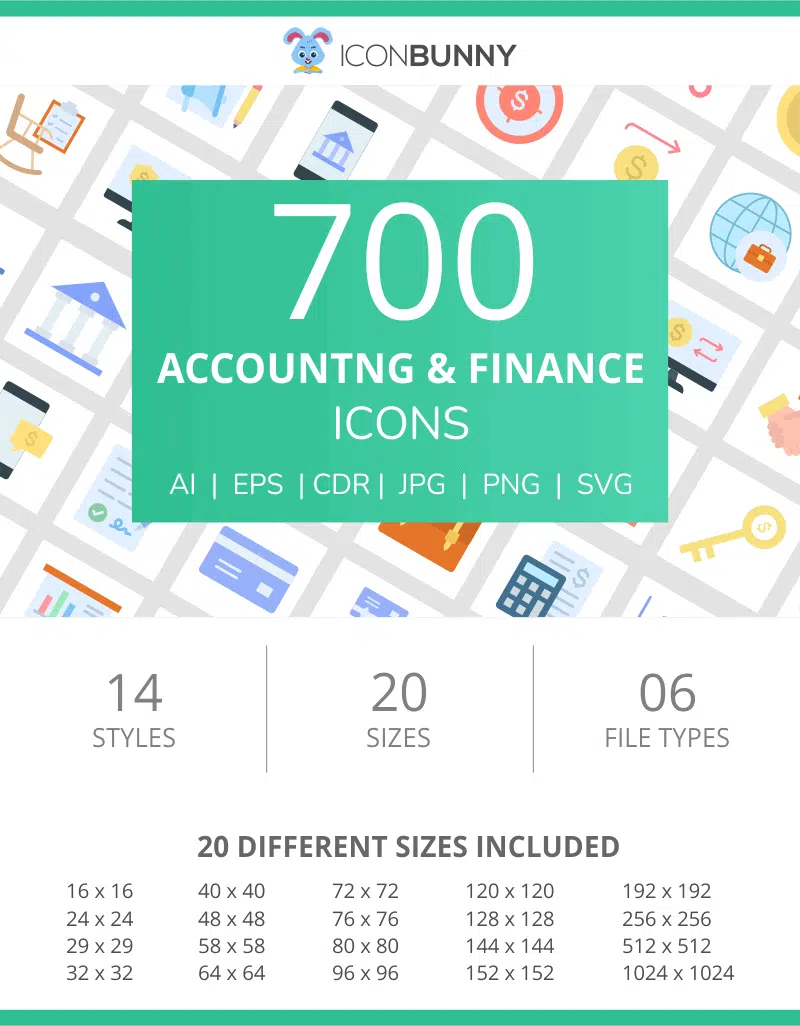 ICONBUNNY
700
ACCOUNTNG & FINANCE
ICONS
AI | EPS | CDR | JPG | PNG | SVG
14
STYLES
20
SIZES
06
FILE TYPES
20 DIFFERENT SIZES INCLUDED
16 x 16 40 x 40 72 x 72 120 x 120 192 x 192
24 x 24 48 x 48 76 x 76 128 x 128 256 x 256
29 x 29 58 x 58 80 x 80 144 x 144 512 x 512
32 x 32 64 x 64 96 x 96 152 x 152 1024 x 1024